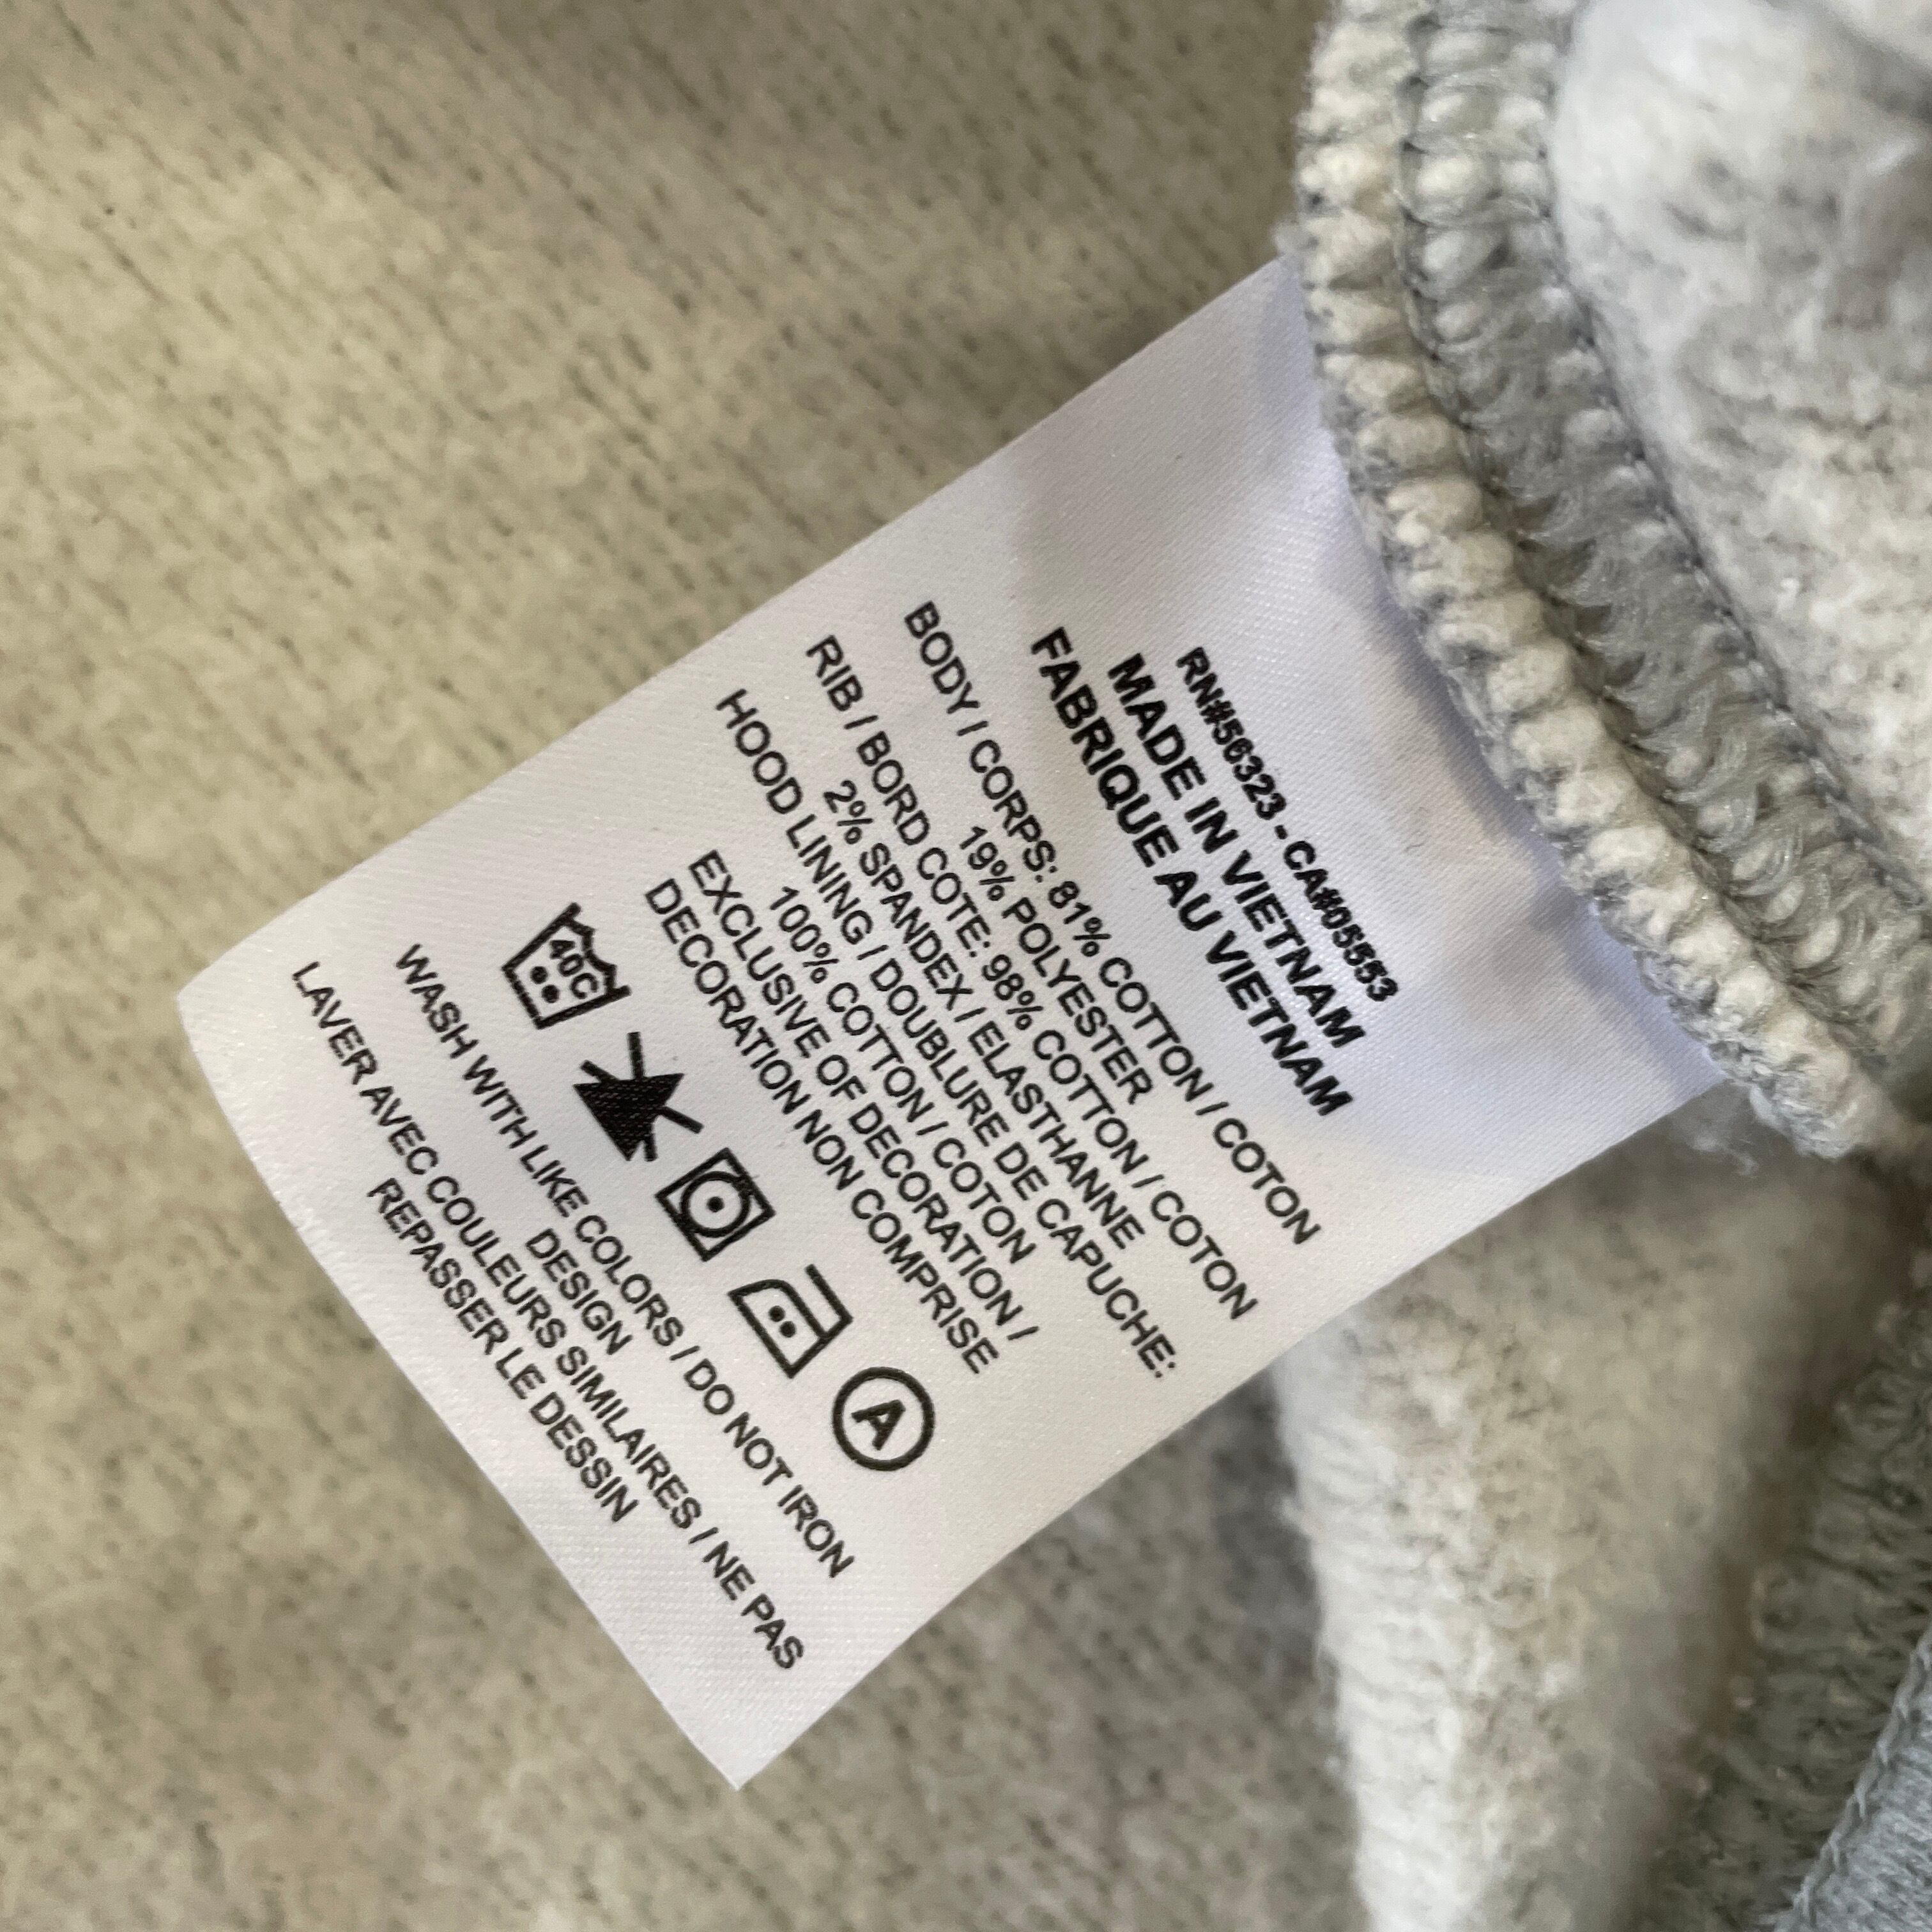 RN#56323 - CA#05553
MADE IN VIETNAM
FABRIQUE AU VIETNAM
BODY / CORPS: 81% COTTON / COTON
19% POLYESTER
RIB / BORD COTE: 98% COTTON / COTON
2% SPANDEX / ELASTHANNE
HOOD LINING / DOUBLURE DE CAPUCHE:
100% COTTON / COTON
EXCLUSIVE OF DECORATION /
DECORATION NON COMPRISE
40C
A
WASH WITH LIKE COLORS / DO NOT IRON
DESIGN
LAVER AVEC COULEURS SIMILAIRES / NE PAS
REPASSER LE DESSIN